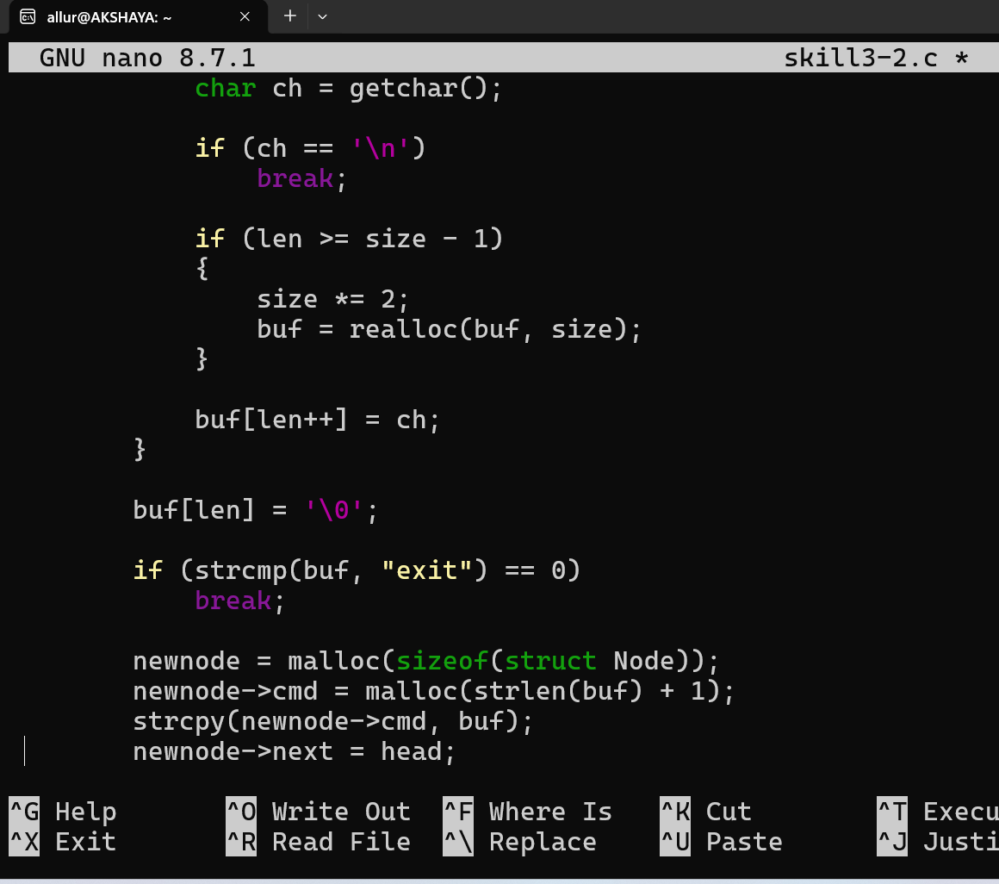 allur@AKSHAYA: ~
GNU nano 8.7.1 skill3-2.c *
char ch = getchar();
if (ch == '\n')
break;
if (len >= size - 1)
{
size *= 2;
buf = realloc(buf, size);
}
buf[len++] = ch;
}
buf[len] = '\0';
if (strcmp(buf, "exit") == 0)
break;
newnode = malloc(sizeof(struct Node));
newnode->cmd = malloc(strlen(buf) + 1);
strcpy(newnode->cmd, buf);
newnode->next = head;
^G Help ^O Write Out ^F Where Is ^K Cut ^T Execu
^X Exit ^R Read File ^\ Replace ^U Paste ^J Justi